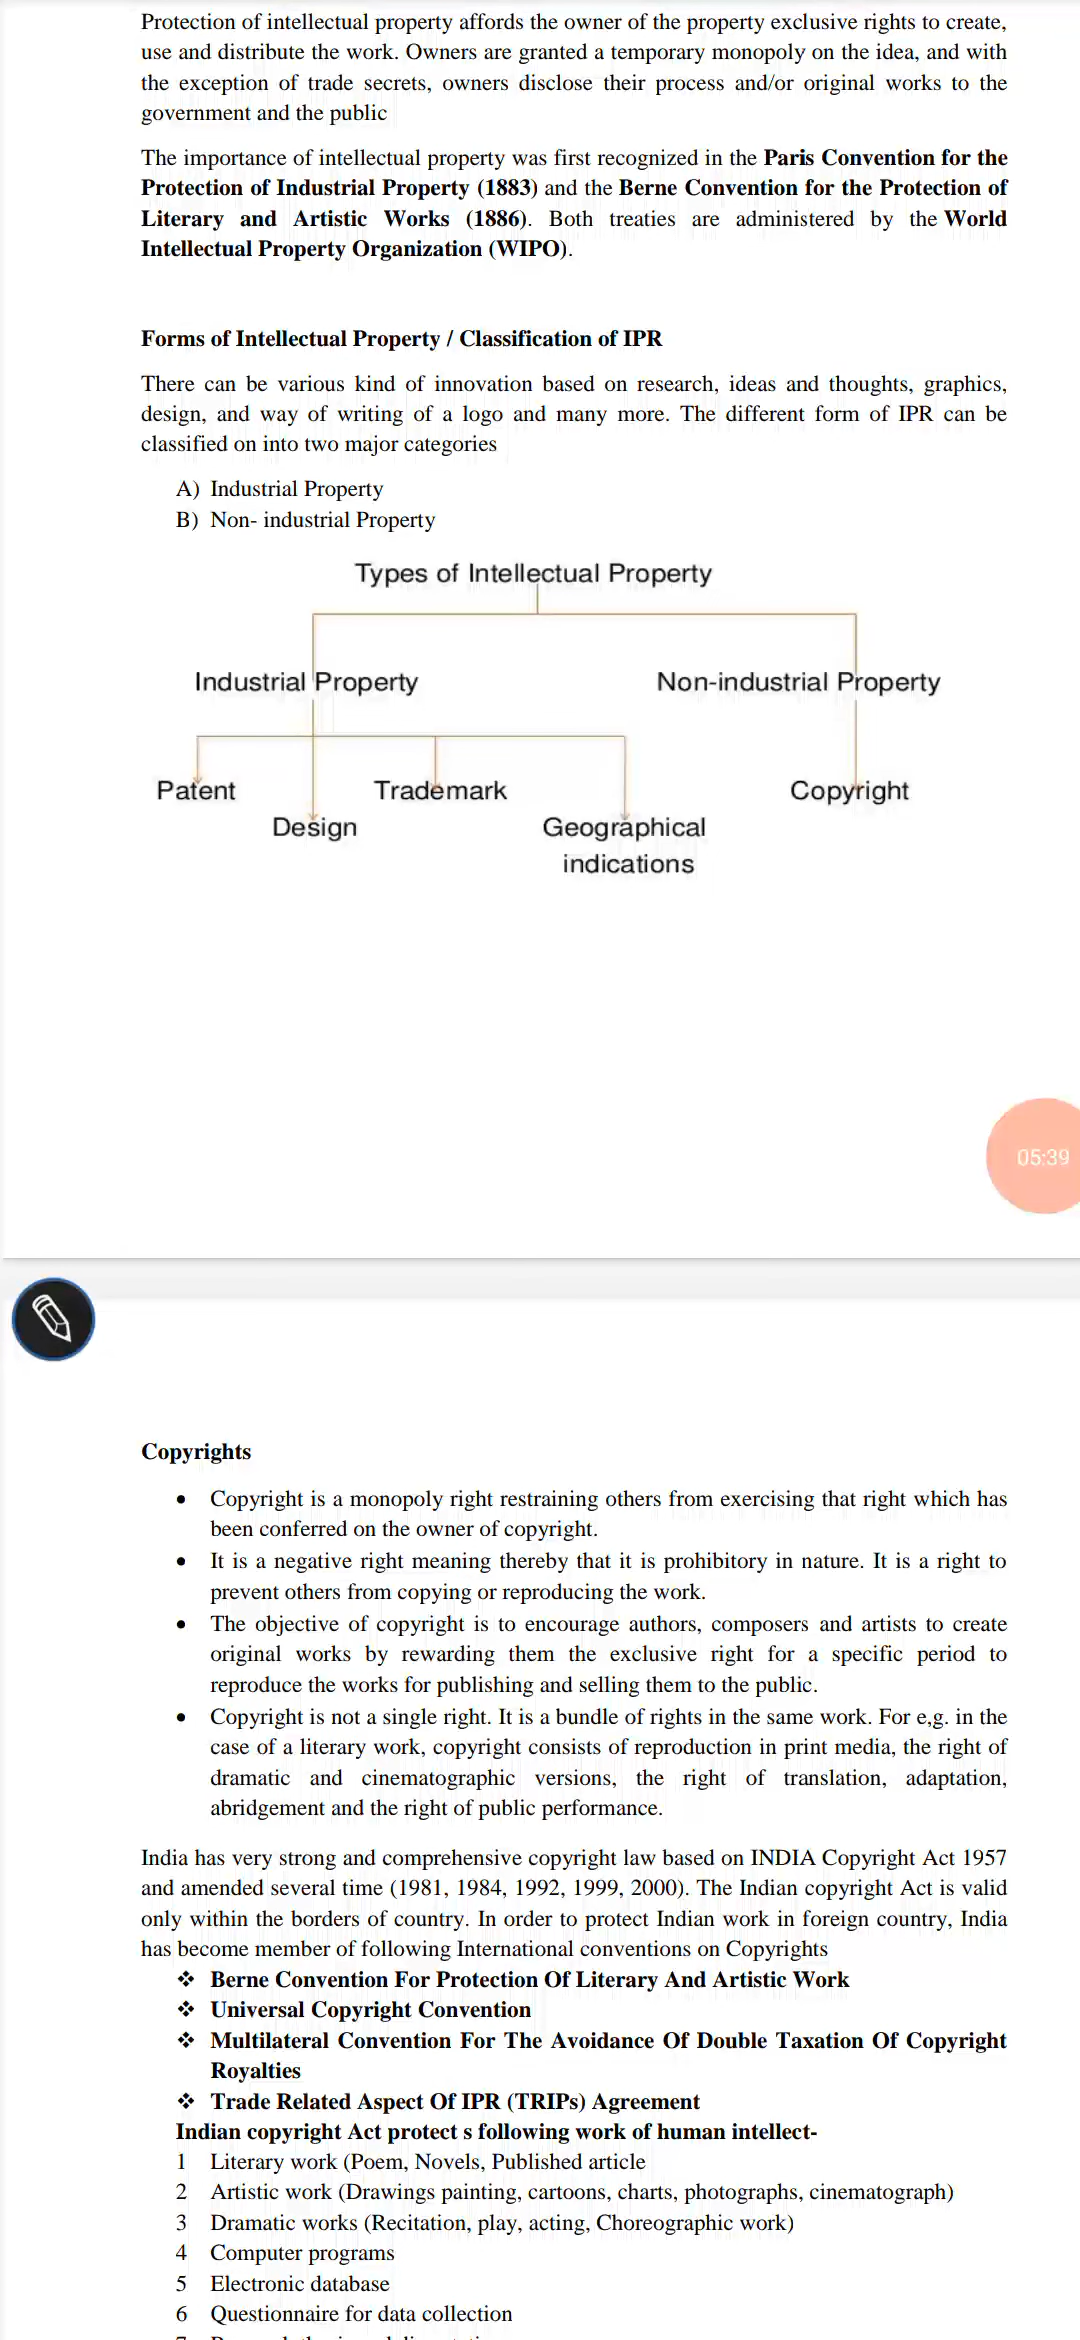 Protection of intellectual property affords the owner of the property exclusive rights to create,
use and distribute the work. Owners are granted a temporary monopoly on the idea, and with
the exception of trade secrets, owners disclose their process and/or original works to the
government and the public
The importance of intellectual property was first recognized in the Paris Convention for the
Protection of Industrial Property (1883) and the Berne Convention for the Protection of
Literary and Artistic Works (1886). Both treaties are administered by the World
Intellectual Property Organization (WIPO).
Forms of Intellectual Property / Classification of IPR
There can be various kind of innovation based on research, ideas and thoughts, graphics,
design, and way of writing of a logo and many more. The different form of IPR can be
classified on into two major categories
A) Industrial Property
B) Non- industrial Property
Types of Intellectual Property
Industrial Property
Non-industrial Property
Patent
Trademark
Copyright
Design
Geographical
indications
05:39
Copyrights
• Copyright is a monopoly right restraining others from exercising that right which has
been conferred on the owner of copyright.
• It is a negative right meaning thereby that it is prohibitory in nature. It is a right to
prevent others from copying or reproducing the work.
• The objective of copyright is to encourage authors, composers and artists to create
original works by rewarding them the exclusive right for a specific period to
reproduce the works for publishing and selling them to the public.
• Copyright is not a single right. It is a bundle of rights in the same work. For e,g. in the
case of a literary work, copyright consists of reproduction in print media, the right of
dramatic and cinematographic versions, the right of translation, adaptation,
abridgement and the right of public performance.
India has very strong and comprehensive copyright law based on INDIA Copyright Act 1957
and amended several time (1981, 1984, 1992, 1999, 2000). The Indian copyright Act is valid
only within the borders of country. In order to protect Indian work in foreign country, India
has become member of following International conventions on Copyrights
❖ Berne Convention For Protection Of Literary And Artistic Work
❖ Universal Copyright Convention
❖ Multilateral Convention For The Avoidance Of Double Taxation Of Copyright
Royalties
❖ Trade Related Aspect Of IPR (TRIPs) Agreement
Indian copyright Act protect s following work of human intellect-
1 Literary work (Poem, Novels, Published article
2 Artistic work (Drawings painting, cartoons, charts, photographs, cinematograph)
3 Dramatic works (Recitation, play, acting, Choreographic work)
4 Computer programs
5 Electronic database
6 Questionnaire for data collection